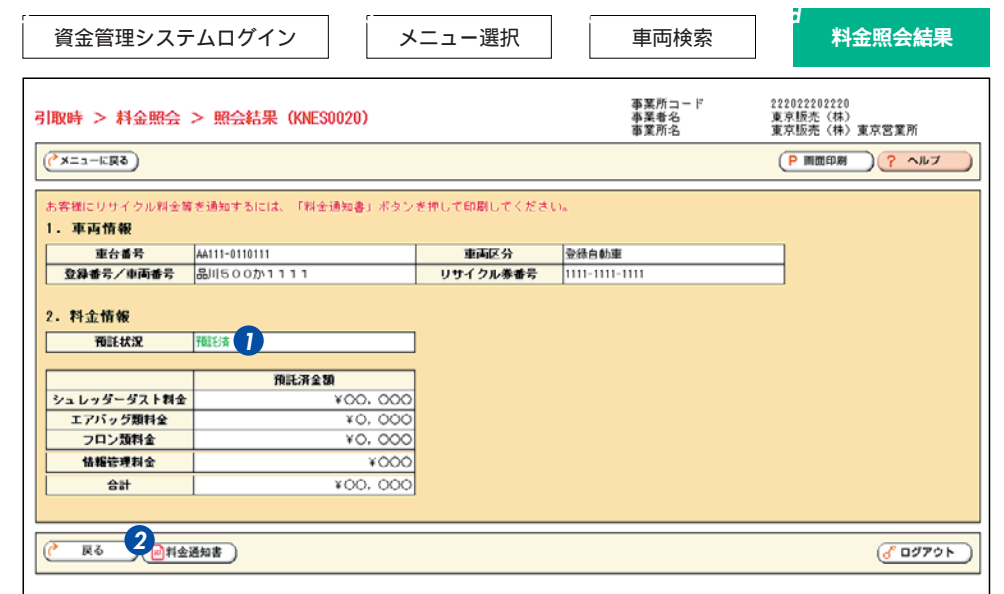 資金管理システムログイン
メニュー選択
車両検索
料金照会結果
引取時 > 料金照会 > 照会結果 (KNES0020)
事業所コード 222022202220
事業者名 東京販売（株）
事業所名 東京販売（株）東京営業所
メニューに戻る
画面印刷
? ヘルプ
お客様にリサイクル料金等を通知するには、「料金通知書」ボタンを押して印刷してください。
1. 車両情報
車台番号 AA111-0110111 車両区分 登録自動車
登録番号／車両番号 品川５００か１１１１ リサイクル券番号 1111-1111-1111
2. 料金情報
預託状況 預託済 1
預託済金額
シュレッダーダスト料金 ¥○○，○○○
エアバッグ類料金 ¥○，○○○
フロン類料金 ¥○，○○○
情報管理料金 ¥○○○
合計 ¥○○，○○○
戻る
2 料金通知書
ログアウト